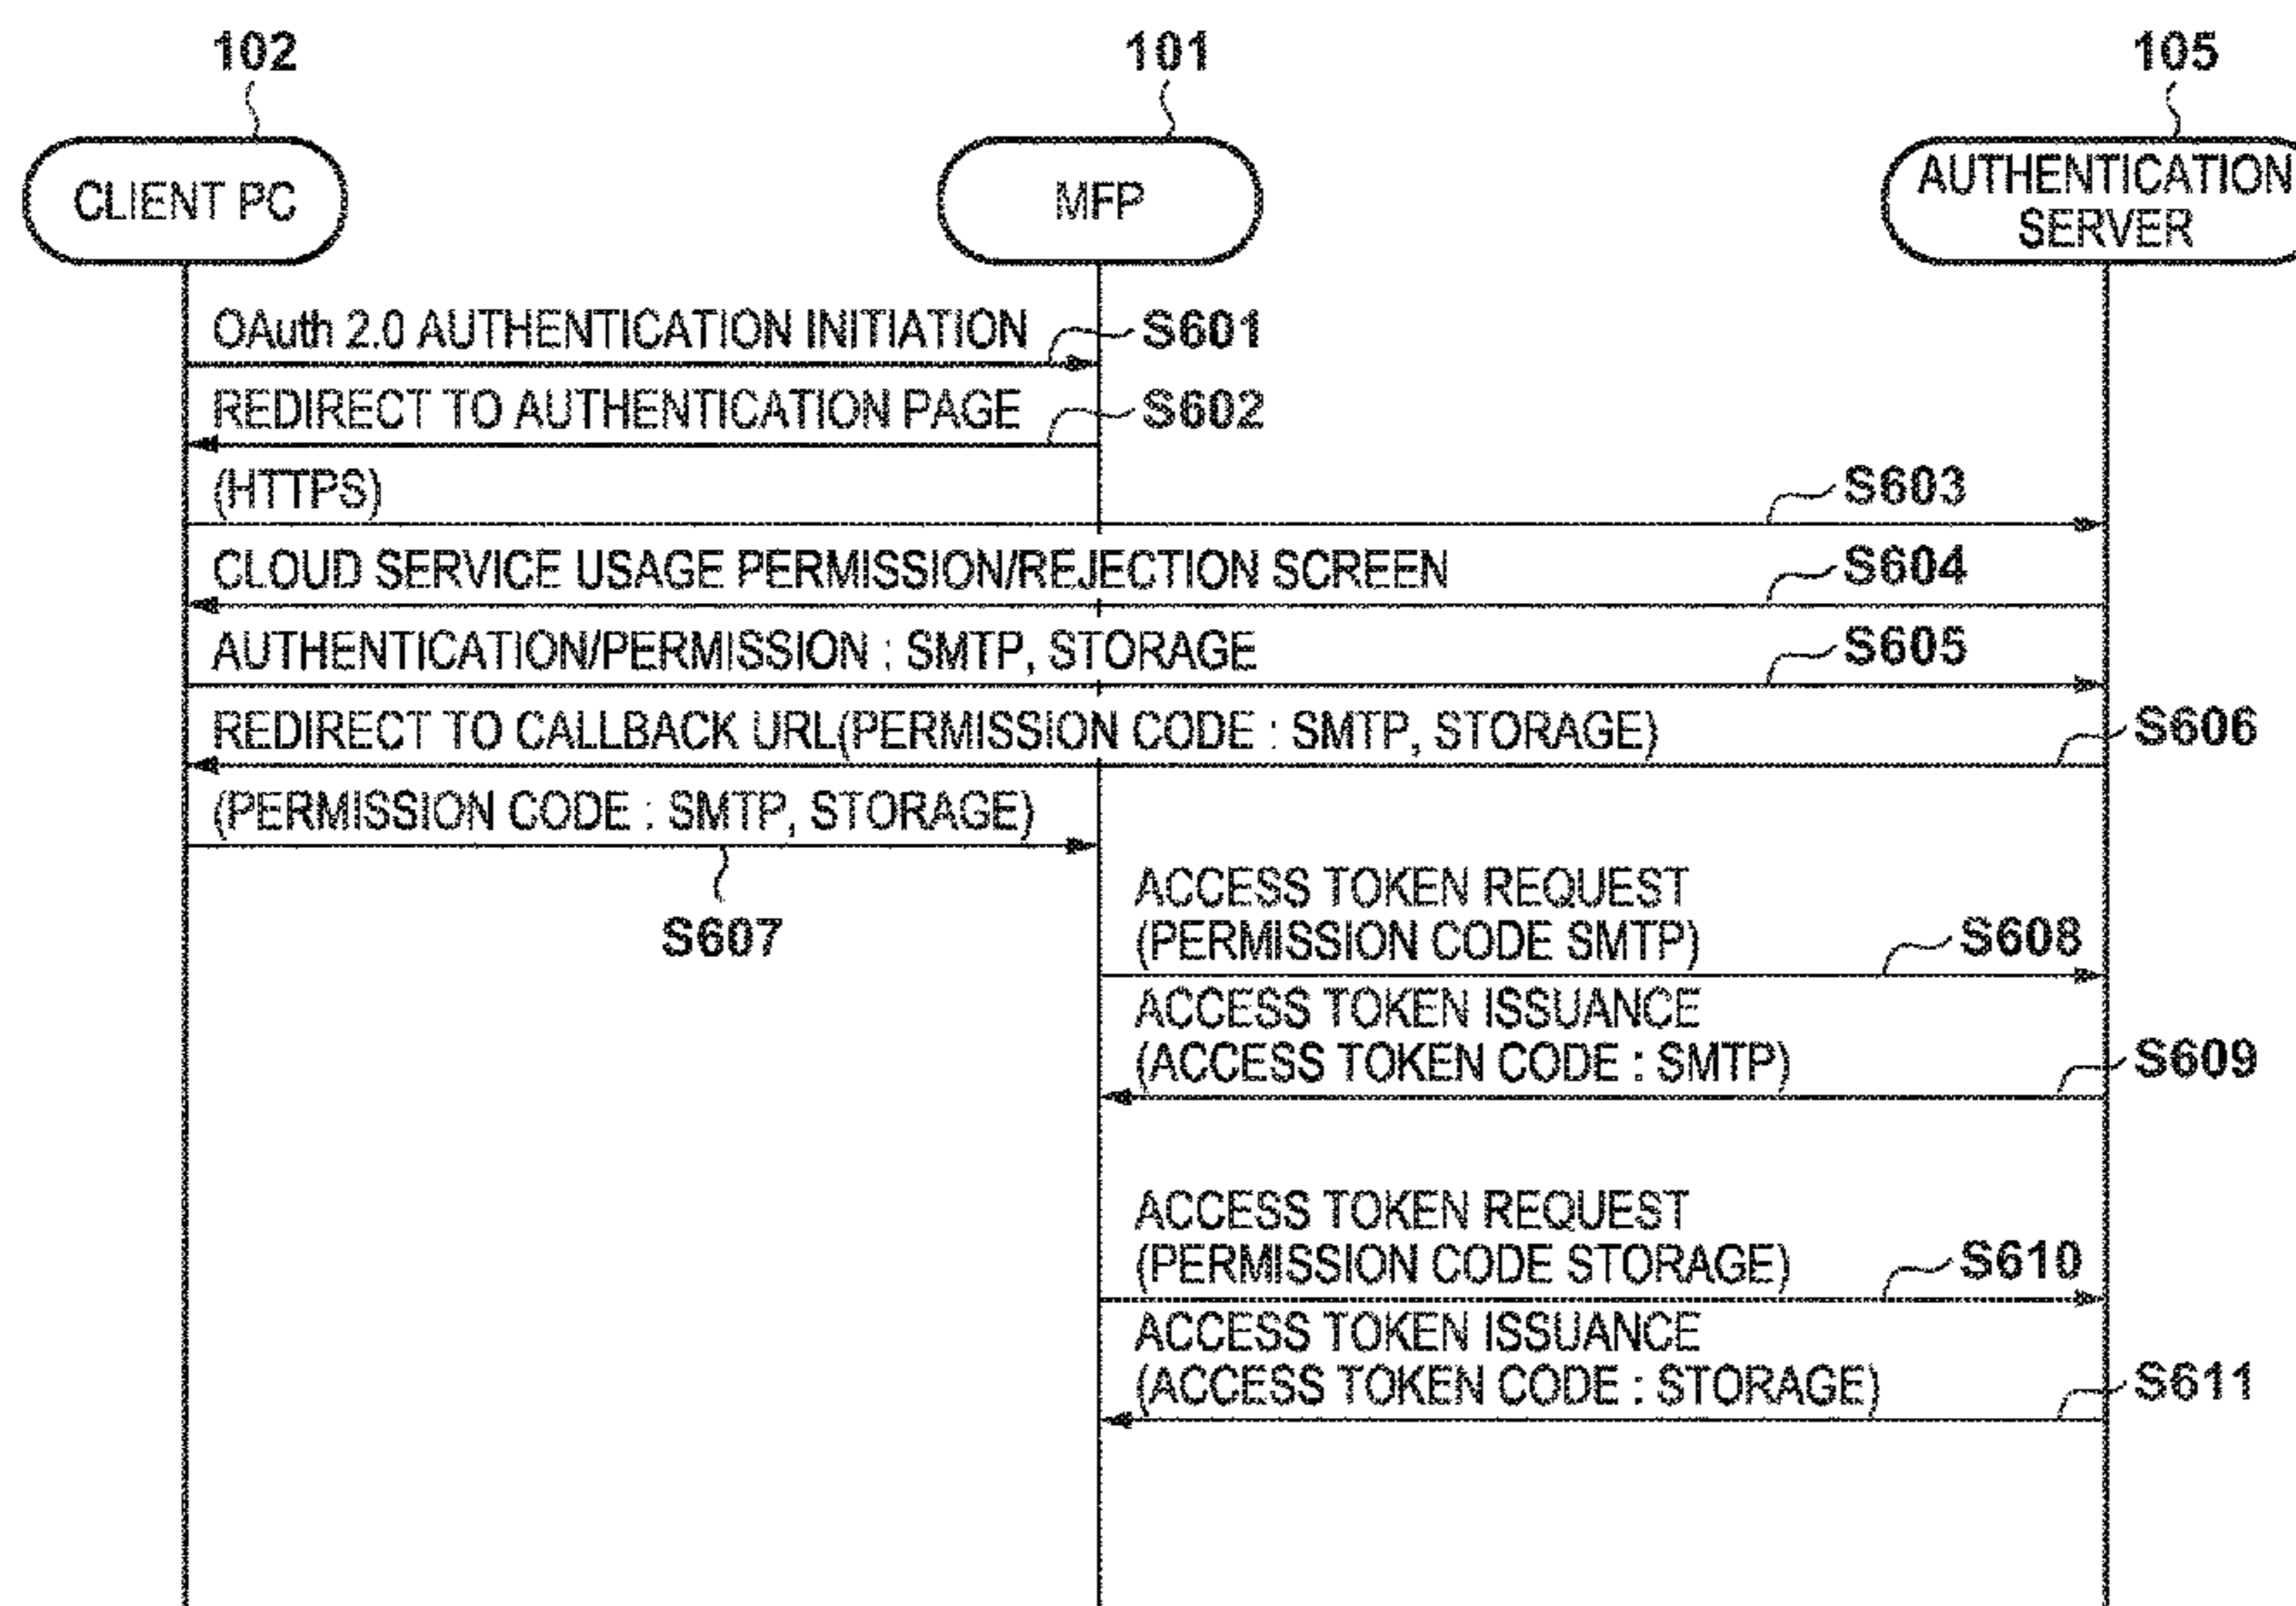 102
101
105
CLIENT PC
MFP
AUTHENTICATION
SERVER
OAuth 2.0 AUTHENTICATION INITIATION
S601
REDIRECT TO AUTHENTICATION PAGE
S602
(HTTPS)
S603
CLOUD SERVICE USAGE PERMISSION/REJECTION SCREEN
S604
AUTHENTICATION/PERMISSION : SMTP, STORAGE
S605
REDIRECT TO CALLBACK URL(PERMISSION CODE : SMTP, STORAGE)
S606
(PERMISSION CODE : SMTP, STORAGE)
S607
ACCESS TOKEN REQUEST
(PERMISSION CODE SMTP)
S608
ACCESS TOKEN ISSUANCE
(ACCESS TOKEN CODE : SMTP)
S609
ACCESS TOKEN REQUEST
(PERMISSION CODE STORAGE)
S610
ACCESS TOKEN ISSUANCE
(ACCESS TOKEN CODE : STORAGE)
S611